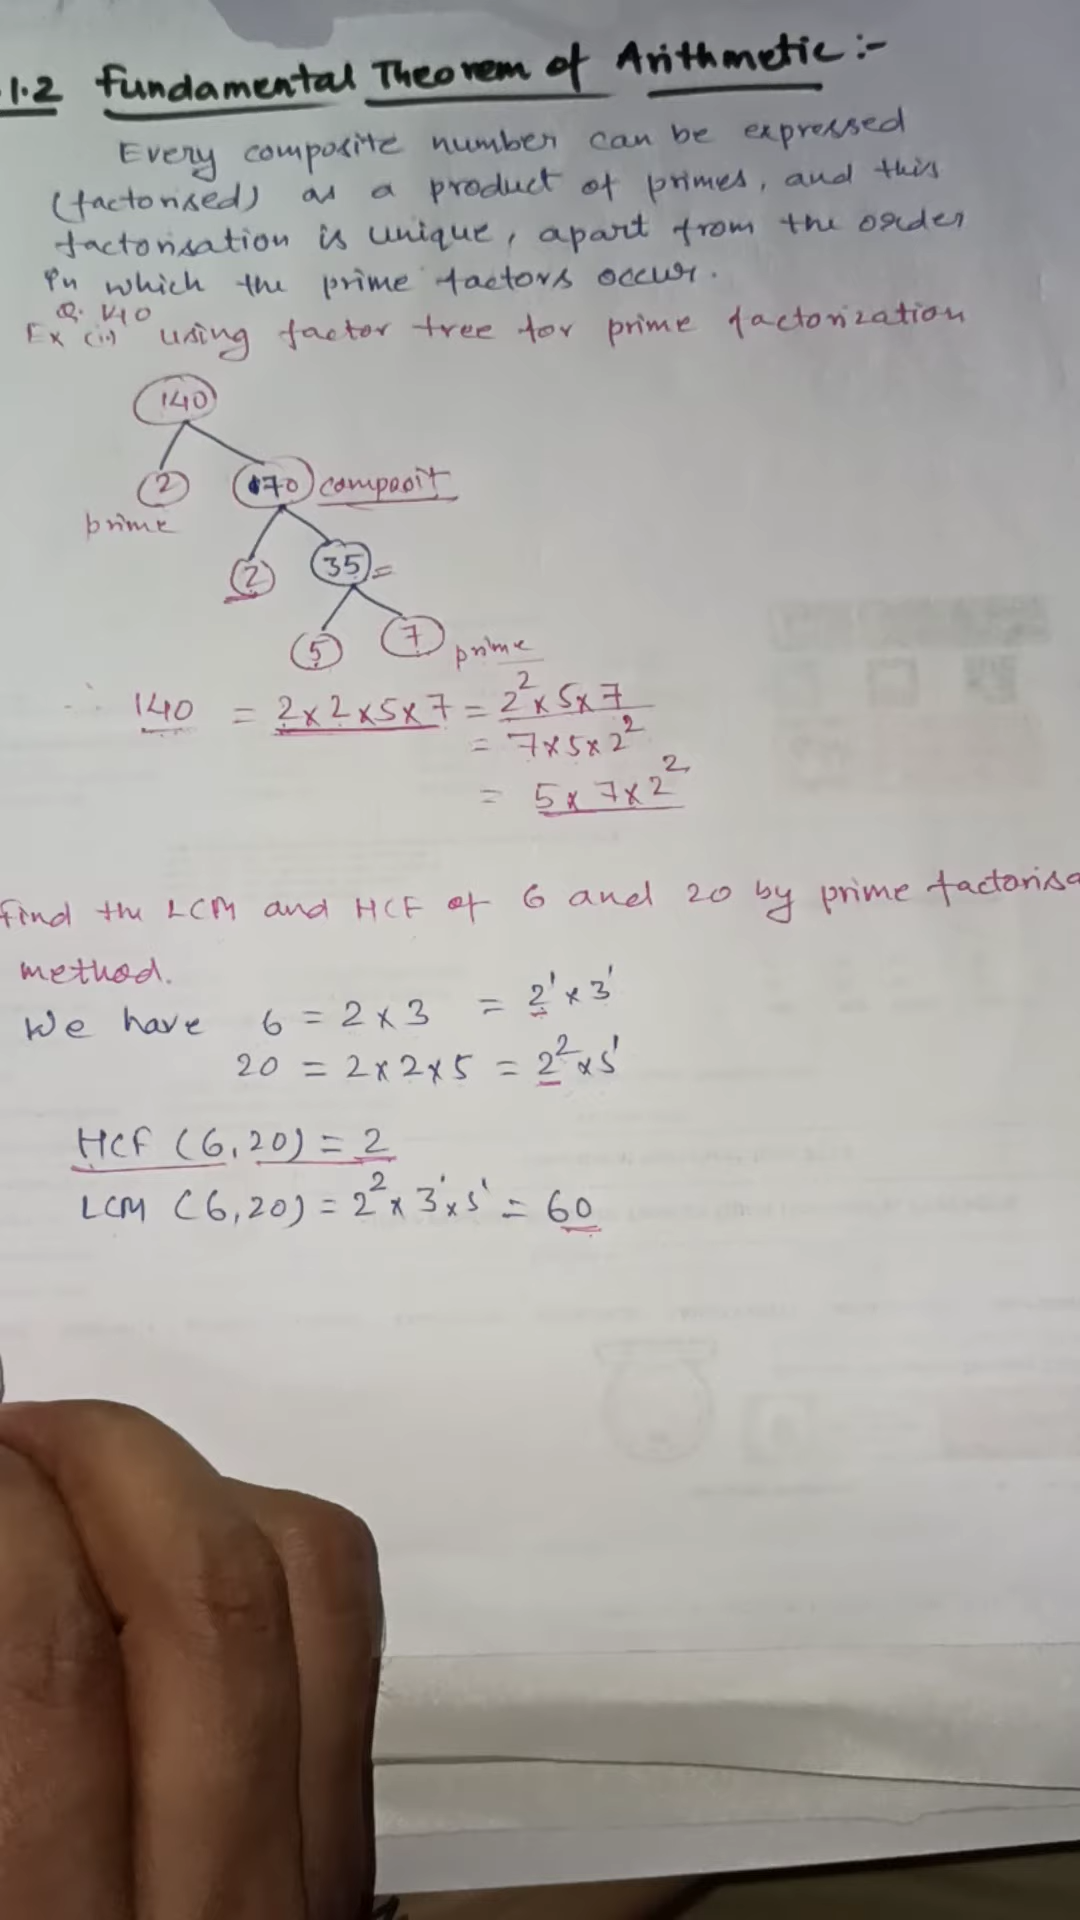 1.2 Fundamental Theorem of Arithmetic :-
Every composite number can be expressed
(factorised) as a product of primes, and this
factorisation is unique, apart from the order
in which the prime factors occur.
Q. 140
Ex (i) using factor tree for prime factorization
140
2 70 composit
prime
2 35 =
5 7 prime
∴ 140 = 2 x 2 x 5 x 7 = 2² x 5 x 7
= 7 x 5 x 2²
= 5 x 7 x 2²
Find the LCM and HCF of 6 and 20 by prime factorisa
method.
We have 6 = 2 x 3 = 2¹ x 3¹
20 = 2 x 2 x 5 = 2² x 5¹
HCF (6, 20) = 2
LCM (6, 20) = 2² x 3¹ x 5¹ = 60